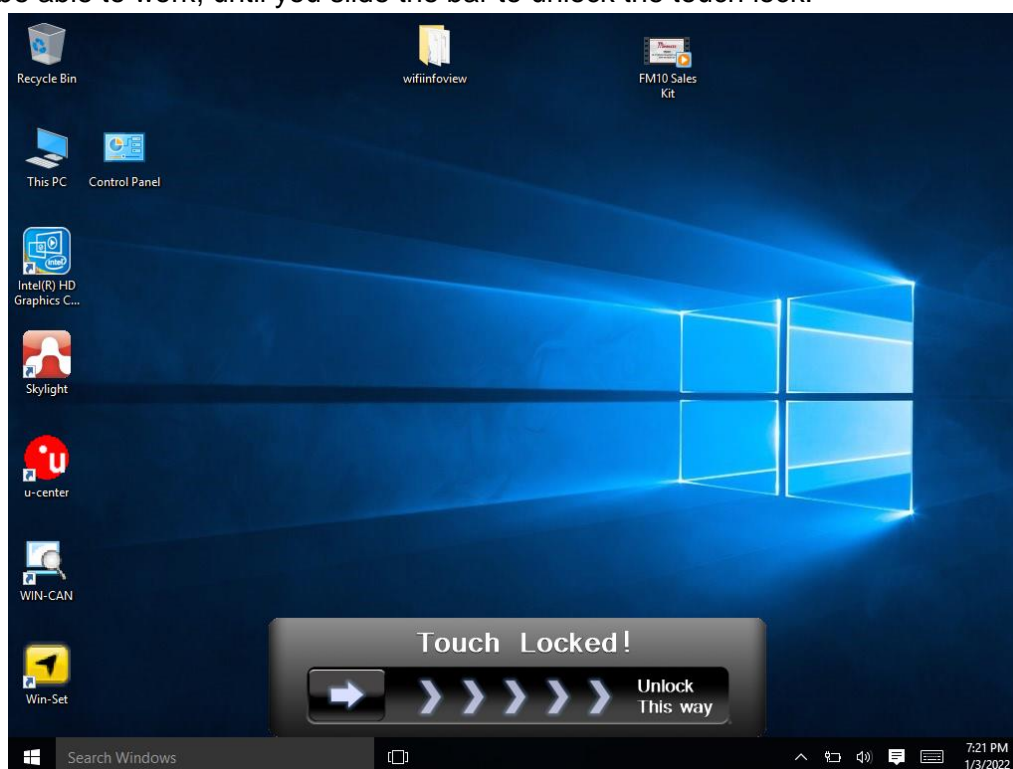 be able to work, until you slide the bar to unlock the touch lock.
Recycle Bin
wifiinfoview
FM10 Sales
Kit
This PC
Control Panel
intel
Intel(R) HD
Graphics C...
Skylight
u
u-center
WIN-CAN
Win-Set
Touch Locked!
Unlock
This way
Search Windows
7:21 PM
1/3/2022